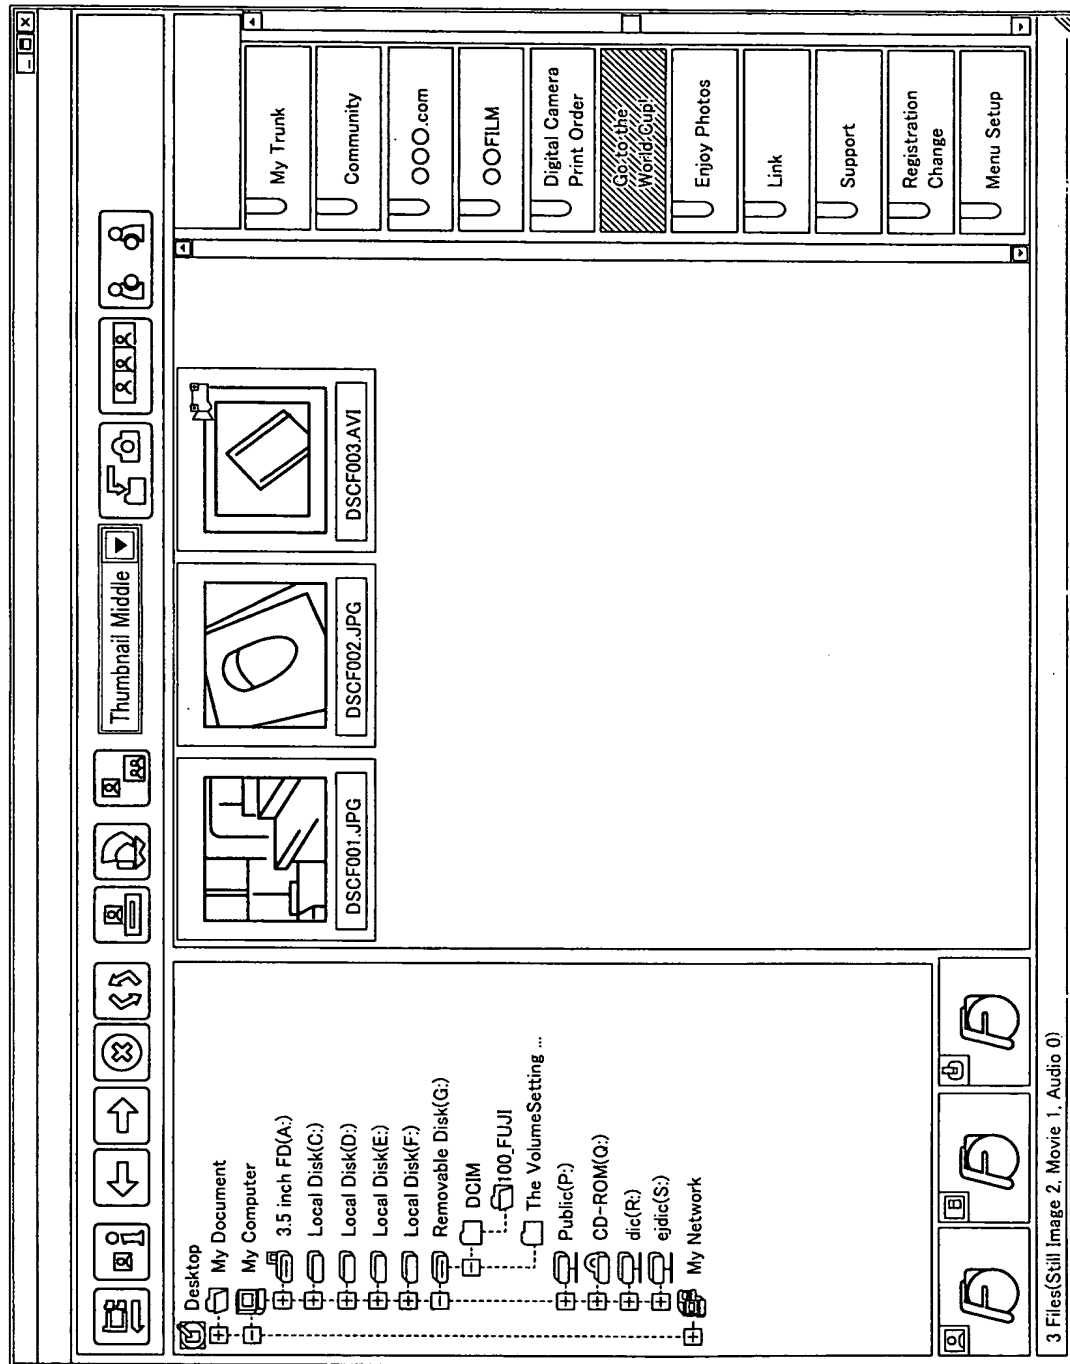 Thumbnail Middle
Desktop
My Document
My Computer
3.5 inch FD(A:)
Local Disk(C:)
Local Disk(D:)
Local Disk(E:)
Local Disk(F:)
Removable Disk(G:)
DCIM
100_FUJI
The VolumeSetting ...
Public(P:)
CD-ROM(Q:)
dic(R:)
ejdic(S:)
My Network
DSCF001.JPG
DSCF002.JPG
DSCF003.AVI
My Trunk
Community
○○○.com
○○FILM
Digital Camera
Print Order
Go to the
World Cup!
Enjoy Photos
Link
Support
Registration
Change
Menu Setup
3 Files(Still Image 2, Movie 1, Audio 0)